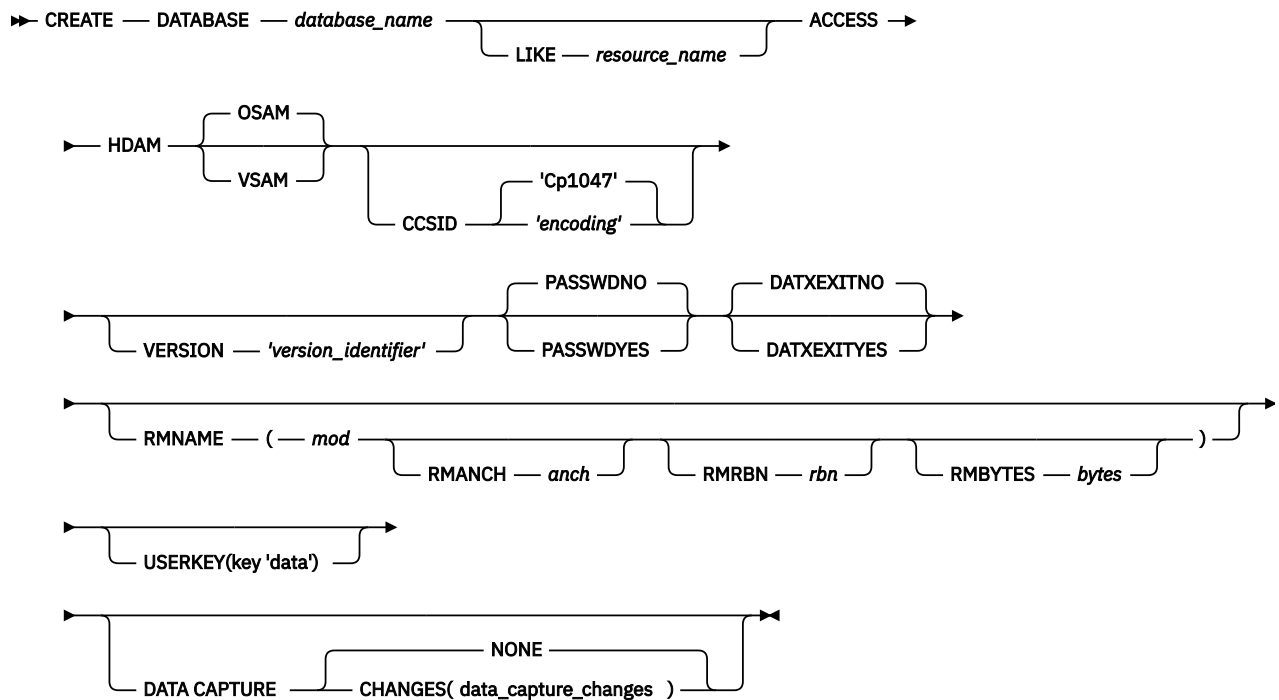 CREATE DATABASE database_name ACCESS
LIKE resource_name
OSAM
HDAM
VSAM
'Cp1047'
CCSID 'encoding'
PASSWDNO DATXEXITNO
VERSION 'version_identifier' PASSWDYES DATXEXITYES
RMNAME ( mod )
RMANCH anch RMRBN rbn RMBYTES bytes
USERKEY(key 'data')
NONE
DATA CAPTURE CHANGES( data_capture_changes )